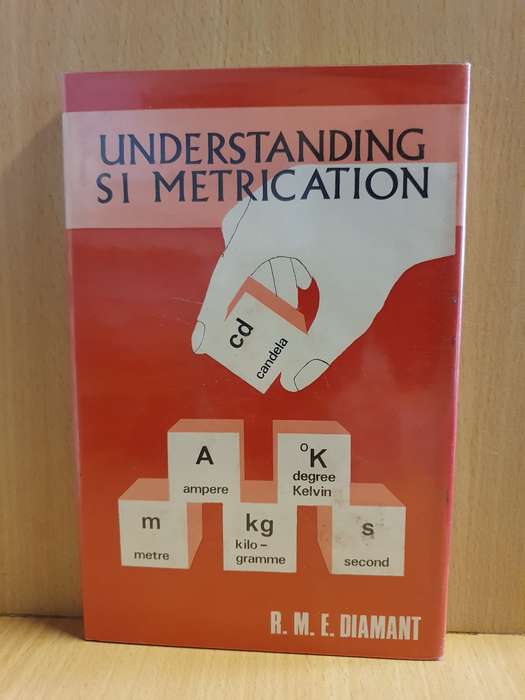 UNDERSTANDING
SI METRICATION
cd
candela
A
ampere
°K
degree
Kelvin
m
metre
kg
kilo-
gramme
s
second
R. M. E. DIAMANT